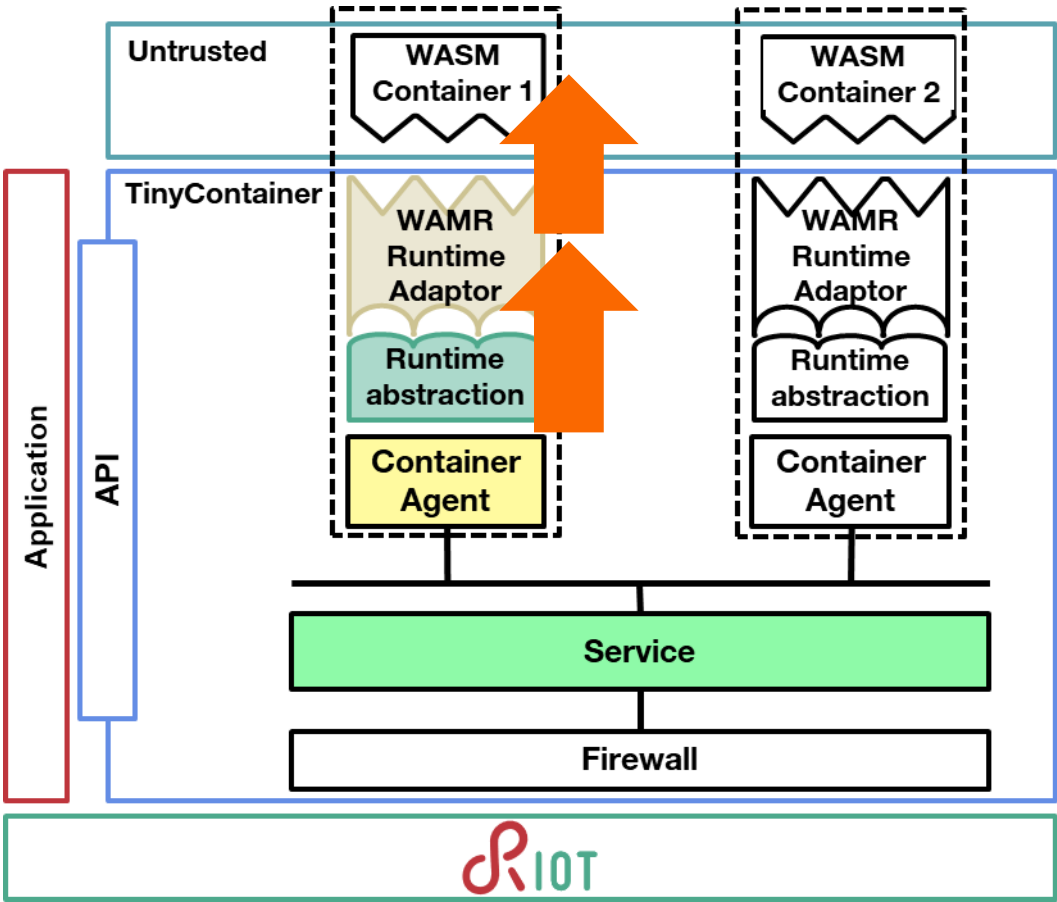 Untrusted
WASM
Container 1
WASM
Container 2
TinyContainer
WAMR
Runtime
Adaptor
WAMR
Runtime
Adaptor
Runtime
abstraction
Runtime
abstraction
Container
Agent
Container
Agent
Application
API
Service
Firewall
RIOT